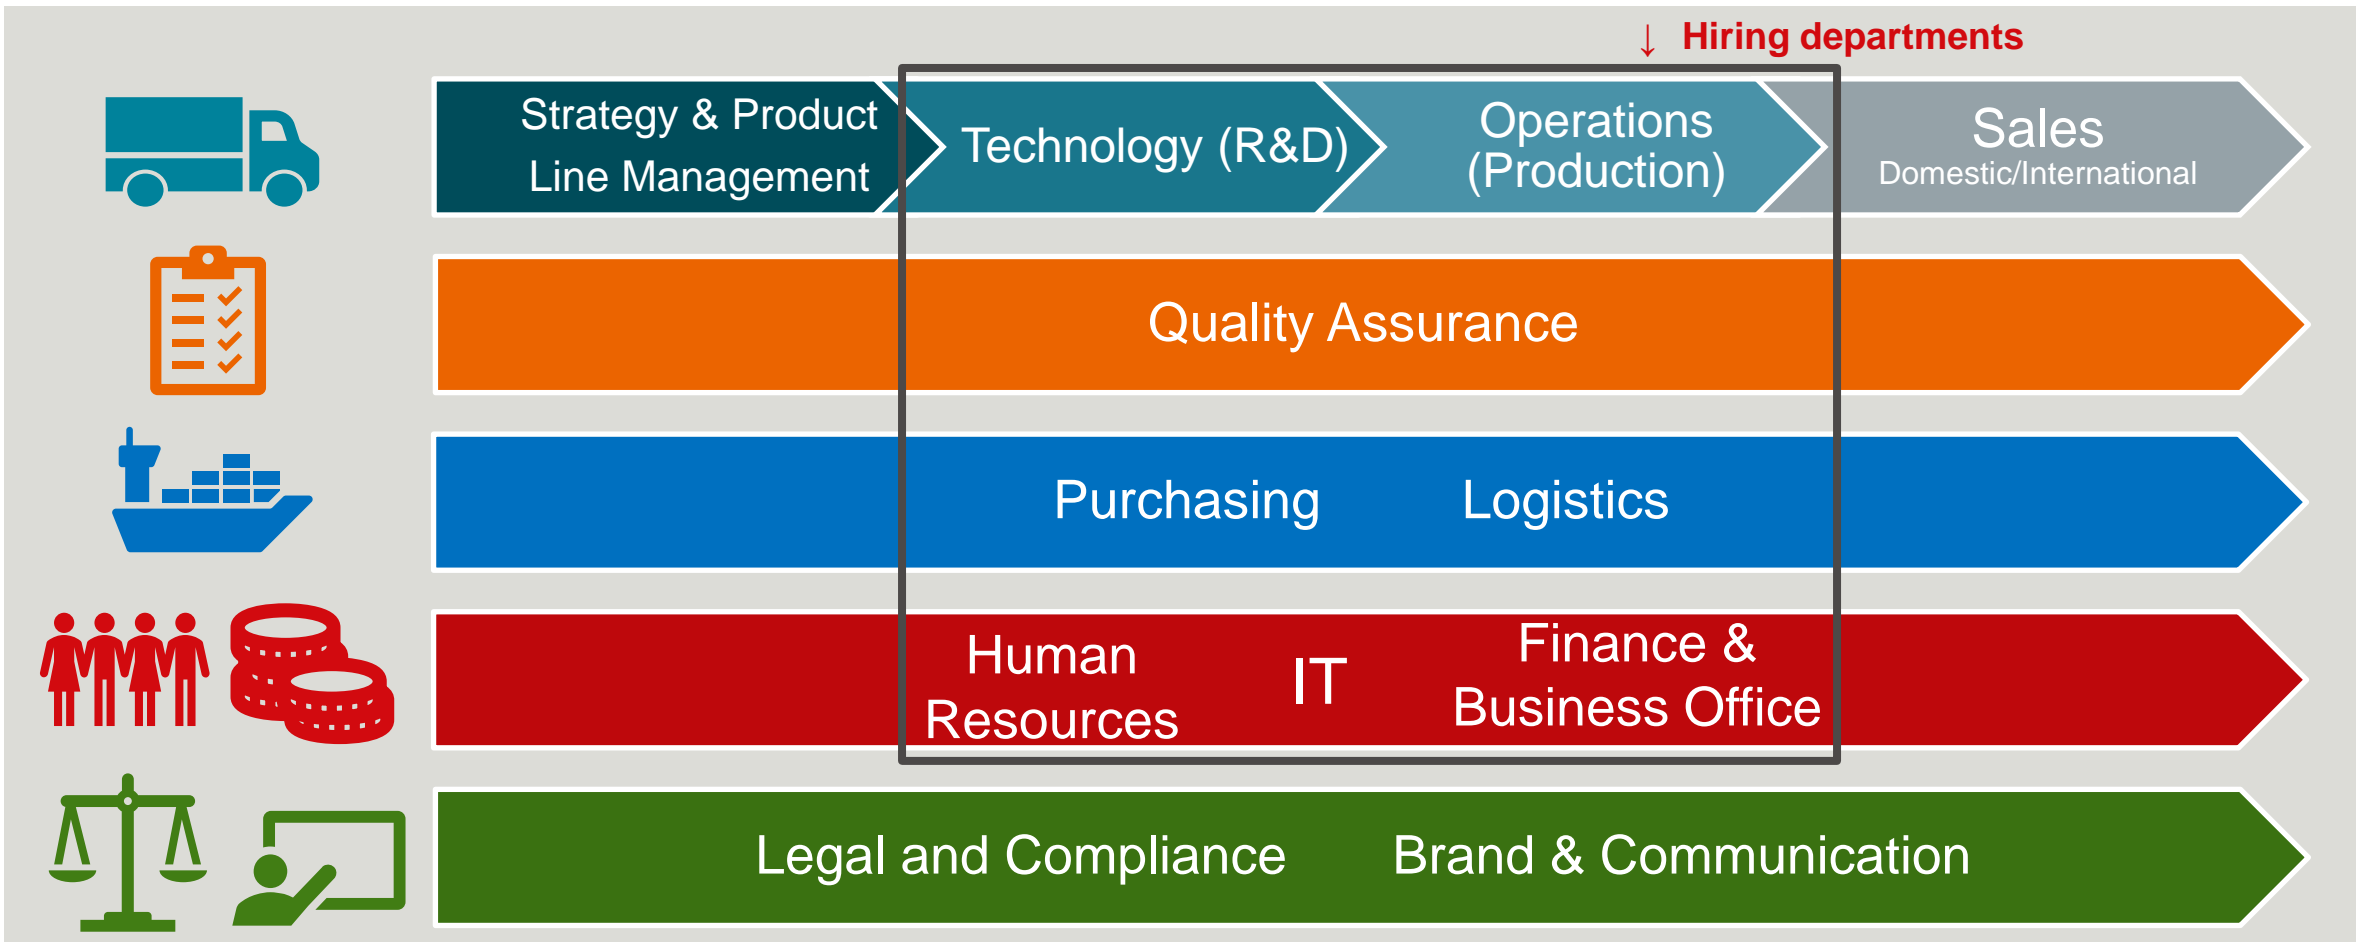 ↓ Hiring departments
Strategy & Product
Line Management
Technology (R&D)
Operations
(Production)
Sales
Domestic/International
Quality Assurance
Purchasing
Logistics
Human
Resources
IT
Finance &
Business Office
Legal and Compliance
Brand & Communication